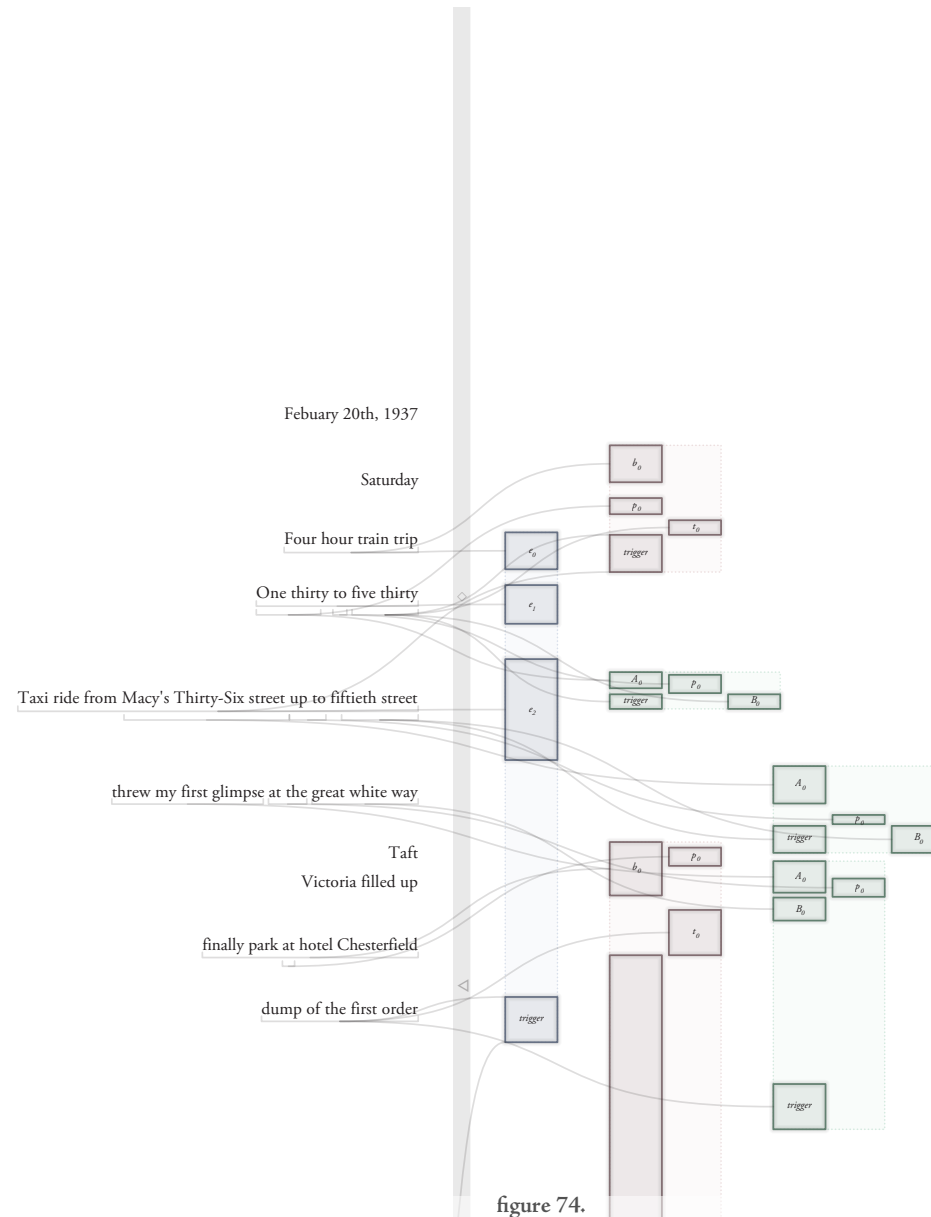 Febuary 20th, 1937
b0
Saturday
p0
t0
Four hour train trip
e0
trigger
One thirty to five thirty
e1
A0
p0
trigger
B0
Taxi ride from Macy's Thirty-Six street up to fiftieth street
e2
A0
threw my first glimpse at the great white way
p0
trigger
B0
Taft
b0
p0
A0
Victoria filled up
p0
B0
finally park at hotel Chesterfield
t0
dump of the first order
trigger
trigger
figure 74.